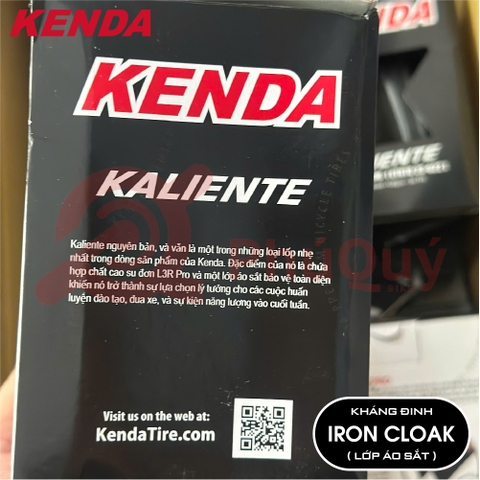 KENDA
KENDA
KALIENTE
Kaliente nguyên bản, và văn là một trong những loại lốp nhẹ
nhất trong dòng sản phẩm của Kenda. Đặc điểm của nó là chứa
hợp chất cao su đơn L3R Pro và một lớp áo sắt bảo vệ toàn diện
khiến nó trở thành sự lựa chọn lý tưởng cho các cuộc huấn
luyện đào tạo, đua xe, và sự kiện năng lượng vào cuối tuần.
Visit us on the web at:
KendaTire.com
KHÁNG ĐINH
IRON CLOAK
( LỚP ÁO SẮT )